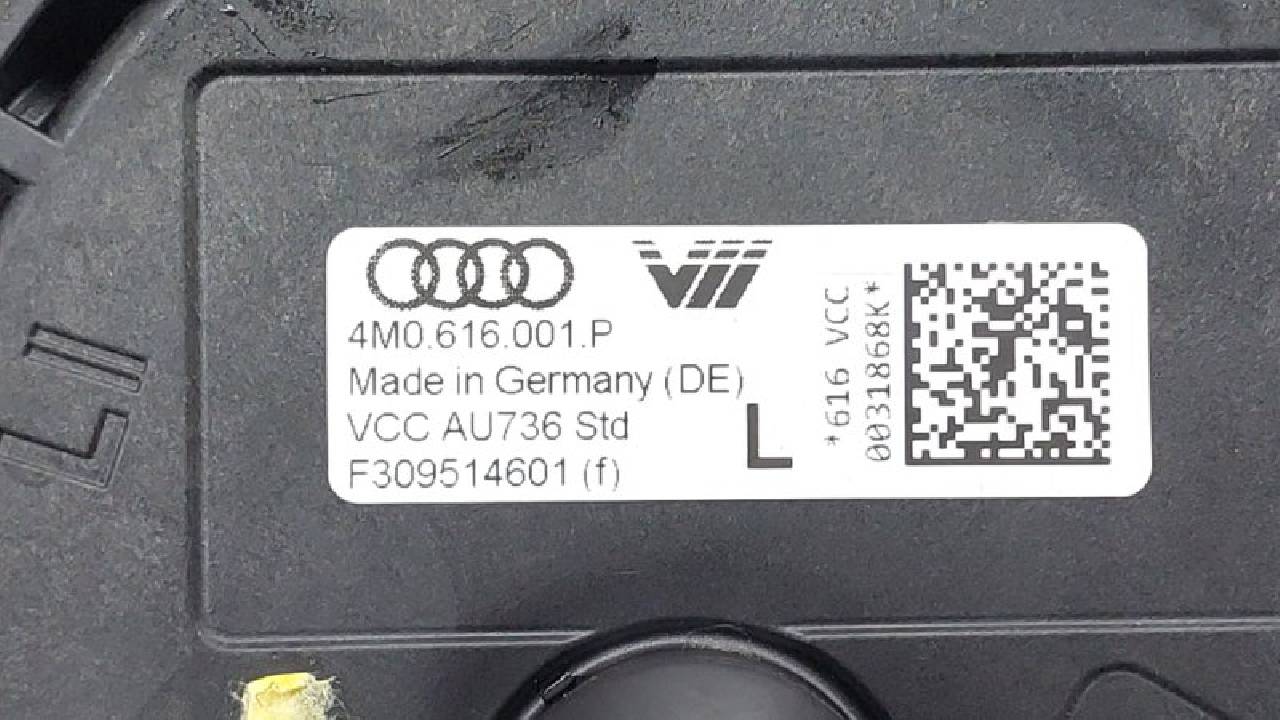 4M0.616.001.P
Made in Germany (DE)
VCC AU736 Std
F309514601 (f)
L
*616 VCC
0031868K*